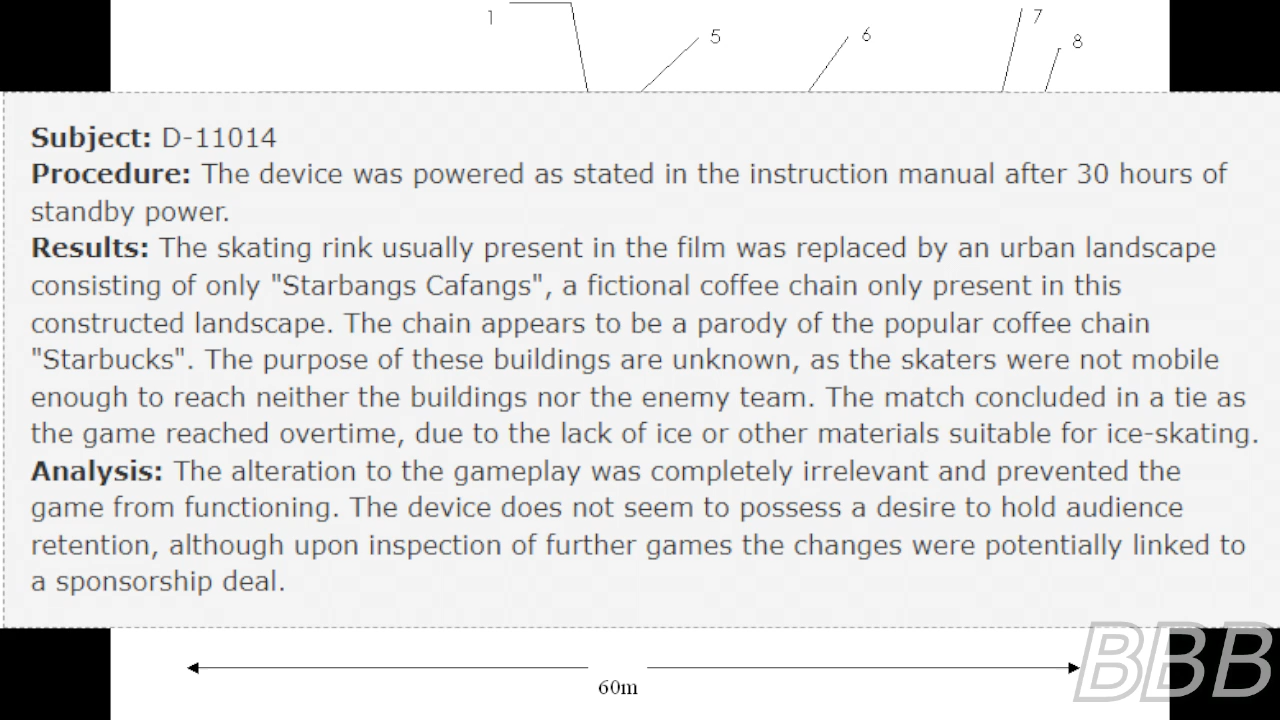 1
5
6
7
8
Subject: D-11014
Procedure: The device was powered as stated in the instruction manual after 30 hours of
standby power.
Results: The skating rink usually present in the film was replaced by an urban landscape
consisting of only "Starbangs Cafangs", a fictional coffee chain only present in this
constructed landscape. The chain appears to be a parody of the popular coffee chain
"Starbucks". The purpose of these buildings are unknown, as the skaters were not mobile
enough to reach neither the buildings nor the enemy team. The match concluded in a tie as
the game reached overtime, due to the lack of ice or other materials suitable for ice-skating.
Analysis: The alteration to the gameplay was completely irrelevant and prevented the
game from functioning. The device does not seem to possess a desire to hold audience
retention, although upon inspection of further games the changes were potentially linked to
a sponsorship deal.
60m
BBB